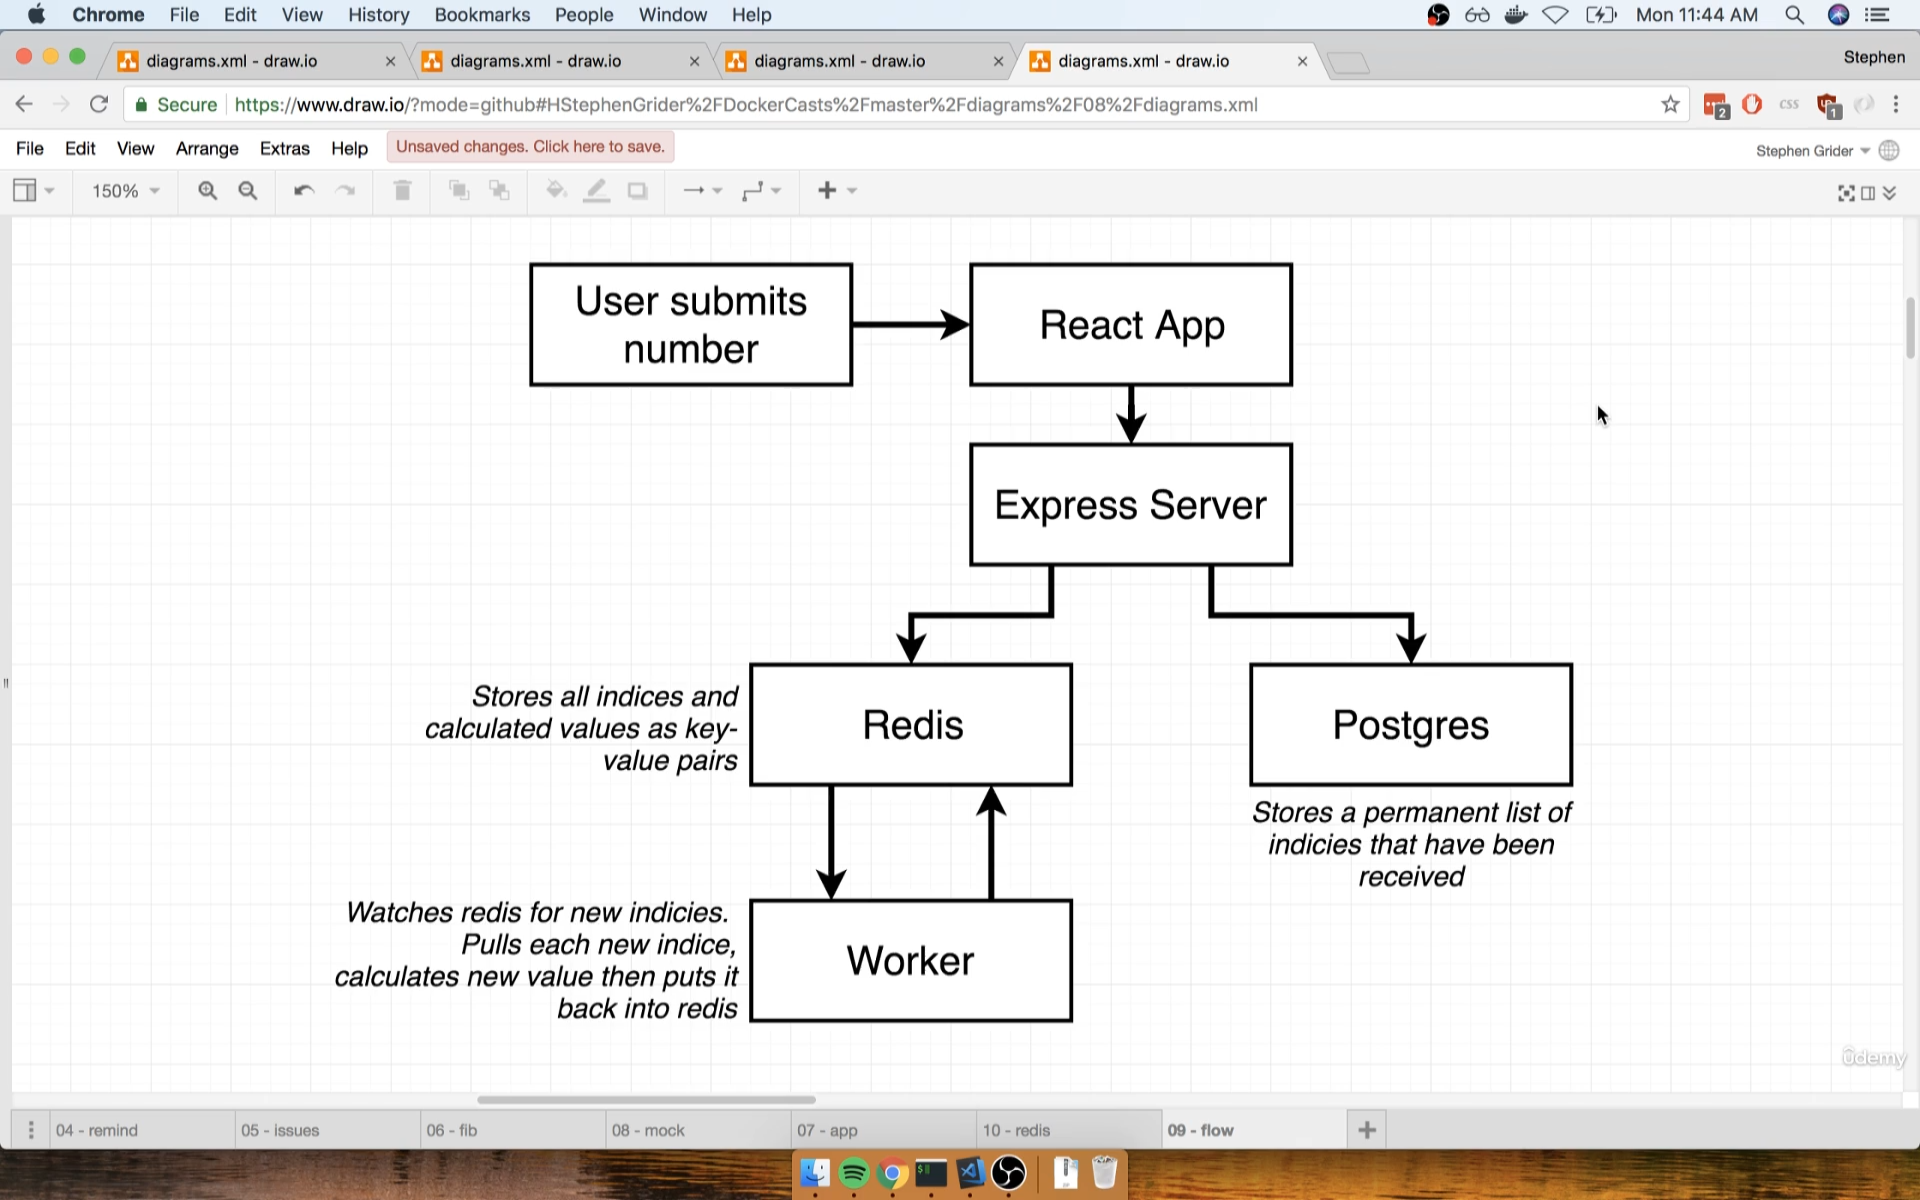 Chrome File Edit View History Bookmarks People Window Help
Mon 11:44 AM
diagrams.xml - draw.io
diagrams.xml - draw.io
diagrams.xml - draw.io
diagrams.xml - draw.io
Stephen
Secure
https://www.draw.io/?mode=github#HStephenGrider%2FDockerCasts%2Fmaster%2Fdiagrams%2F08%2Fdiagrams.xml
2
CSS
1
File Edit View Arrange Extras Help
Unsaved changes. Click here to save.
Stephen Grider
150%
User submits
number
React App
Express Server
Stores all indices and
calculated values as key-
value pairs
Redis
Postgres
Stores a permanent list of
indicies that have been
received
Watches redis for new indicies.
Pulls each new indice,
calculates new value then puts it
back into redis
Worker
ûdemy
04 - remind
05 - issues
06 - fib
08 - mock
07 - app
10 - redis
09 - flow